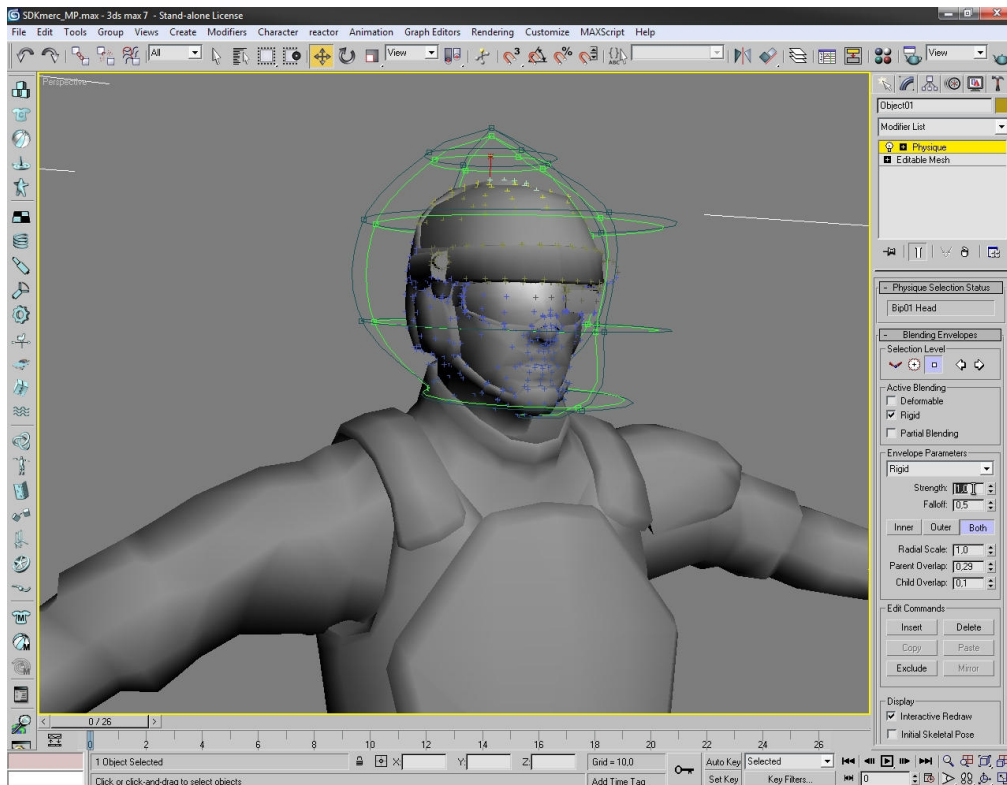 SDKmerc_MP.max - 3ds max 7 - Stand-alone License
File Edit Tools Group Views Create Modifiers Character reactor Animation Graph Editors Rendering Customize MAXScript Help
All View View
Perspective
Object01
Modifier List
Physique
Editable Mesh
Physique Selection Status
Bip01 Head
Blending Envelopes
Selection Level
Active Blending
Deformable
Rigid
Partial Blending
Envelope Parameters
Rigid
Strength: 1,0
Falloff: 0,5
Inner Outer Both
Radial Scale: 1,0
Parent Overlap: 0,29
Child Overlap: 0,1
Edit Commands
Insert Delete
Copy Paste
Exclude Mirror
Display
Interactive Redraw
Initial Skeletal Pose
0 / 26
0 2 4 6 8 10 12 14 16 18 20 22 24 26
1 Object Selected X: Y: Z: Grid = 10,0 Auto Key Selected
Click or click-and-drag to select objects Add Time Tag Set Key Key Filters... 0